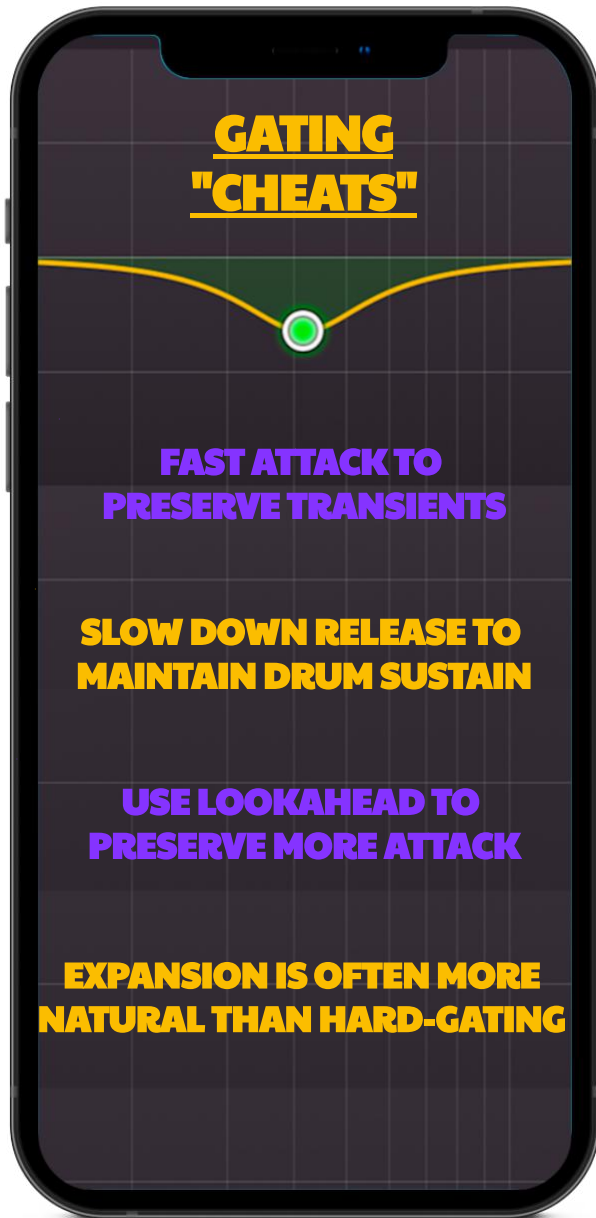 GATING
"CHEATS"
FAST ATTACK TO
PRESERVE TRANSIENTS
SLOW DOWN RELEASE TO
MAINTAIN DRUM SUSTAIN
USE LOOKAHEAD TO
PRESERVE MORE ATTACK
EXPANSION IS OFTEN MORE
NATURAL THAN HARD-GATING